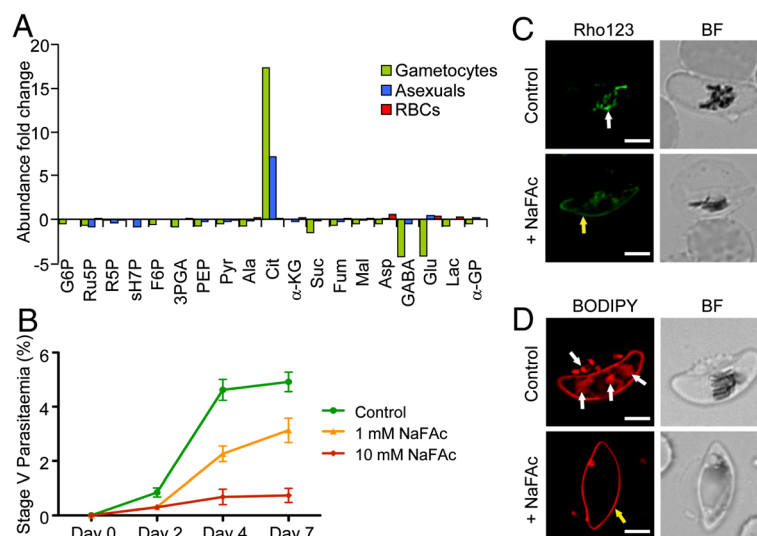 A
20
15
10
5
0
-5
Abundance fold change
Gametocytes
Asexuals
RBCs
G6P
Ru5P
R5P
sH7P
F6P
3PGA
PEP
Pyr
Ala
Cit
α-KG
Suc
Fum
Mal
Asp
GABA
Glu
Lac
α-GP
B
Stage V Parasitaemia (%)
6
4
2
0
Control
1 mM NaFAc
10 mM NaFAc
Day 0 Day 2 Day 4 Day 7
C
Rho123 BF
Control
+ NaFAc
D
BODIPY BF
Control
+ NaFAc